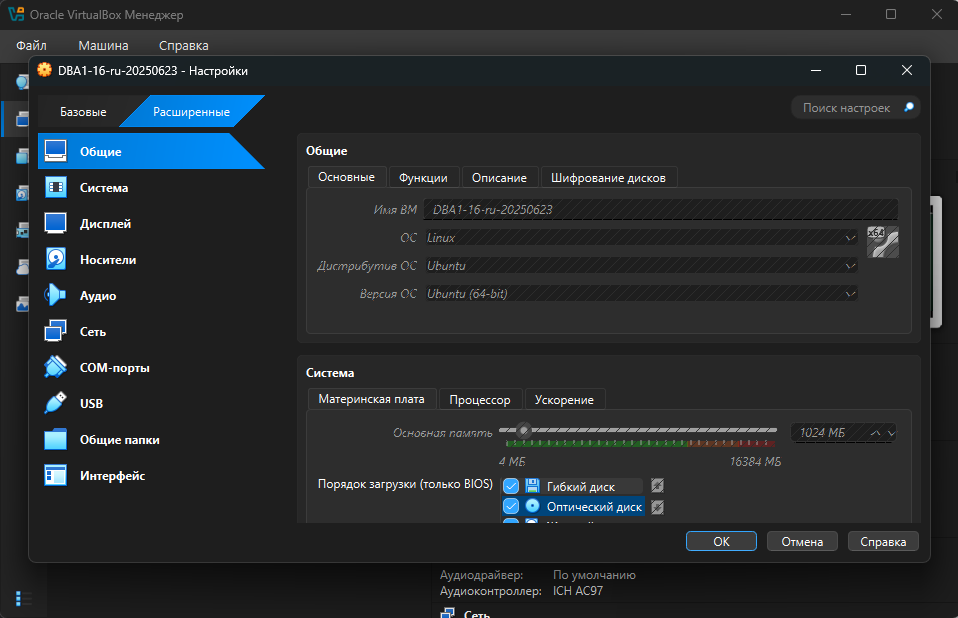 Oracle VirtualBox Менеджер
Файл Машина Справка
DBA1-16-ru-20250623 - Настройки
Базовые Расширенные Поиск настроек
Общие
Система
Дисплей
Носители
Аудио
Сеть
COM-порты
USB
Общие папки
Интерфейс
Общие
Основные Функции Описание Шифрование дисков
Имя ВМ DBA1-16-ru-20250623
ОС Linux
x64
Дистрибутив ОС Ubuntu
Версия ОС Ubuntu (64-bit)
Система
Материнская плата Процессор Ускорение
Основная память 1024 МБ
4 МБ 16384 МБ
Порядок загрузки (только BIOS) Гибкий диск
Оптический диск
OK Отмена Справка
Аудиодрайвер: По умолчанию
Аудиоконтроллер: ICH AC97
Сеть